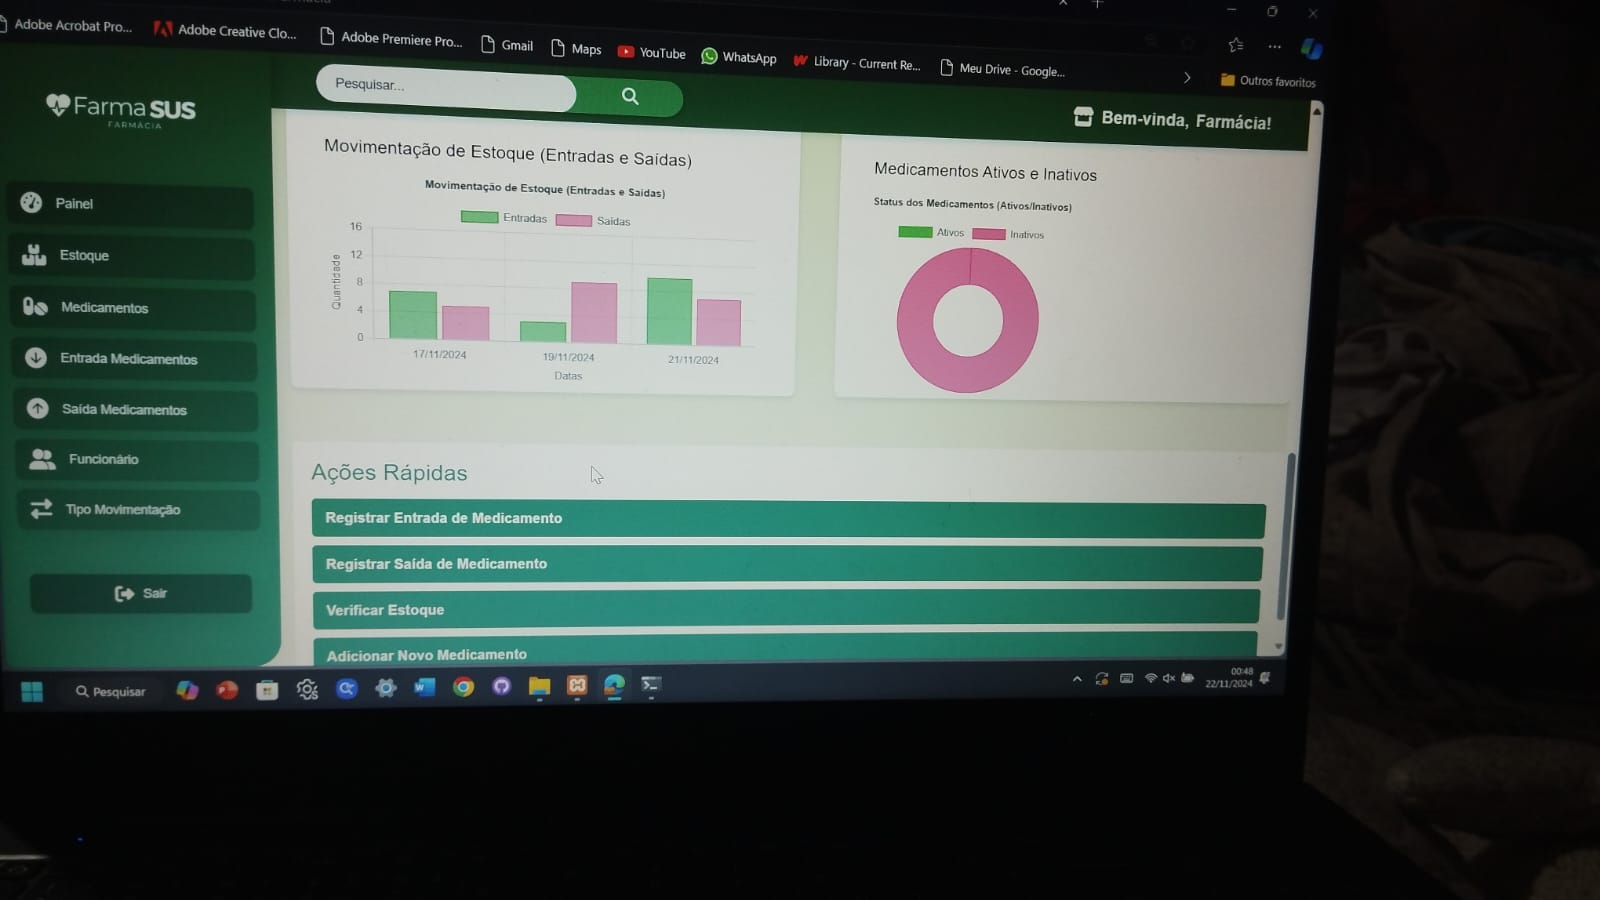 Adobe Acrobat Pro...
Adobe Creative Clo...
Adobe Premiere Pro...
Gmail
Maps
YouTube
WhatsApp
Library - Current Re...
Meu Drive - Google...
Outros favoritos
FarmaSUS
FARMÁCIA
Pesquisar...
Bem-vinda, Farmácia!
Painel
Estoque
Medicamentos
Entrada Medicamentos
Saída Medicamentos
Funcionário
Tipo Movimentação
Sair
Movimentação de Estoque (Entradas e Saídas)
Movimentação de Estoque (Entradas e Saídas)
Entradas
Saídas
16
12
8
4
0
Quantidade
17/11/2024
19/11/2024
21/11/2024
Datas
Medicamentos Ativos e Inativos
Status dos Medicamentos (Ativos/Inativos)
Ativos
Inativos
Ações Rápidas
Registrar Entrada de Medicamento
Registrar Saída de Medicamento
Verificar Estoque
Adicionar Novo Medicamento
Pesquisar
00:48
22/11/2024